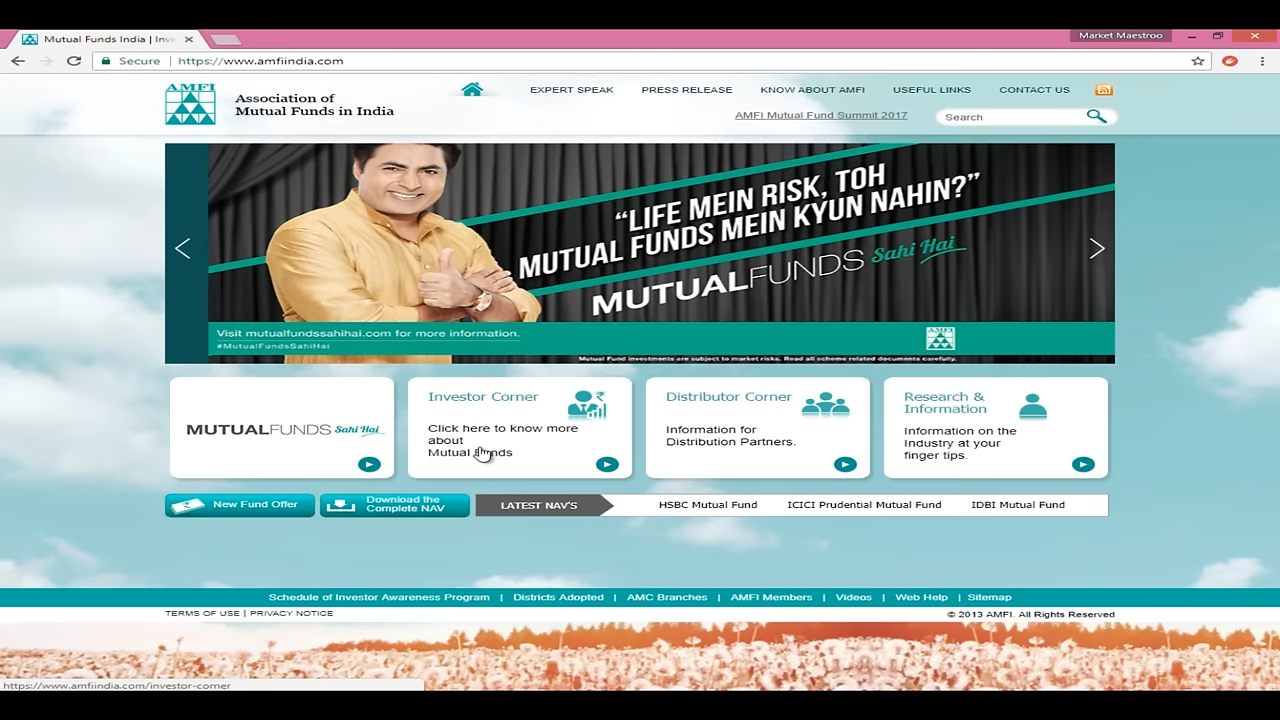 Mutual Funds India | Inv
Market Maestroo
Secure | https://www.amfiindia.com
AMFI
Association of
Mutual Funds in India
EXPERT SPEAK
PRESS RELEASE
KNOW ABOUT AMFI
USEFUL LINKS
CONTACT US
AMFI Mutual Fund Summit 2017
Search
“LIFE MEIN RISK, TOH
MUTUAL FUNDS MEIN KYUN NAHIN?”
MUTUALFUNDS Sahi Hai
Visit mutualfundssahihai.com for more information.
#MutualFundsSahiHai
AMFI
Mutual Fund investments are subject to market risks. Read all scheme related documents carefully.
MUTUALFUNDS Sahi Hai
Investor Corner
Click here to know more
about
Mutual Funds
Distributor Corner
Information for
Distribution Partners.
Research &
Information
Information on the
Industry at your
finger tips.
New Fund Offer
Download the
Complete NAV
LATEST NAV'S
HSBC Mutual Fund
ICICI Prudential Mutual Fund
IDBI Mutual Fund
Schedule of Investor Awareness Program | Districts Adopted | AMC Branches | AMFI Members | Videos | Web Help | Sitemap
TERMS OF USE | PRIVACY NOTICE
© 2013 AMFI. All Rights Reserved
https://www.amfiindia.com/investor-corner